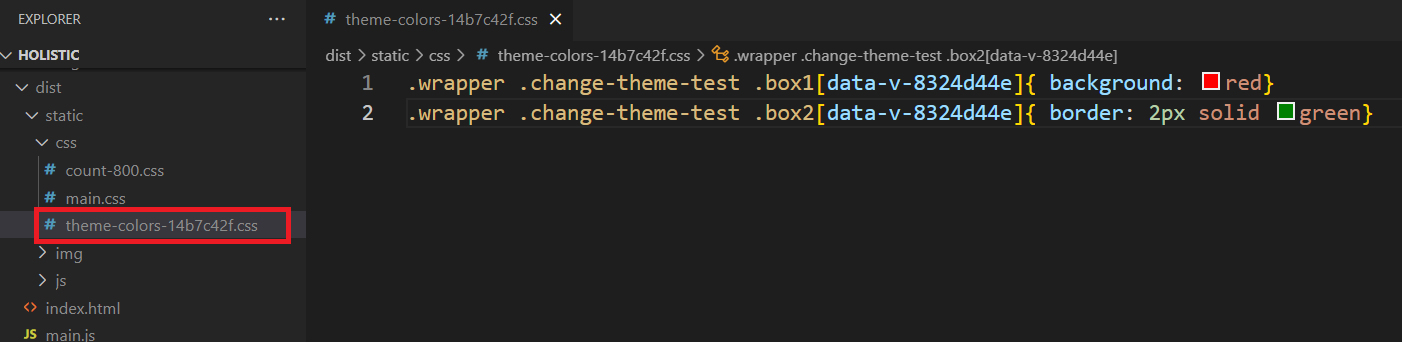 EXPLORER ...
HOLISTIC
dist
static
css
# count-800.css
# main.css
# theme-colors-14b7c42f.css
img
js
<> index.html
JS main.js
# theme-colors-14b7c42f.css ×
dist > static > css > # theme-colors-14b7c42f.css > .wrapper .change-theme-test .box2[data-v-8324d44e]
1 .wrapper .change-theme-test .box1[data-v-8324d44e]{ background: red}
2 .wrapper .change-theme-test .box2[data-v-8324d44e]{ border: 2px solid green}